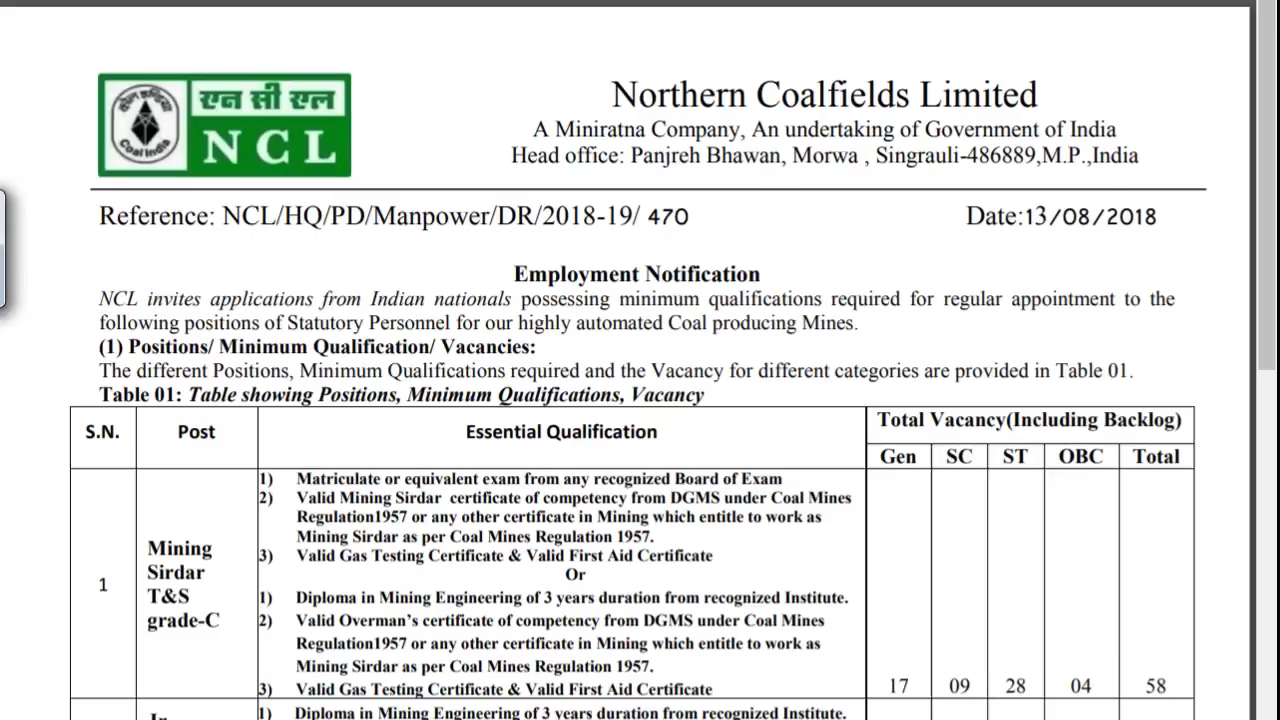 एन सी एल
NCL
Coal India
Northern Coalfields Limited
A Miniratna Company, An undertaking of Government of India
Head office: Panjreh Bhawan, Morwa , Singrauli-486889,M.P.,India
Reference: NCL/HQ/PD/Manpower/DR/2018-19/ 470 Date:13/08/2018
Employment Notification
NCL invites applications from Indian nationals possessing minimum qualifications required for regular appointment to the
following positions of Statutory Personnel for our highly automated Coal producing Mines.
(1) Positions/ Minimum Qualification/ Vacancies:
The different Positions, Minimum Qualifications required and the Vacancy for different categories are provided in Table 01.
Table 01: Table showing Positions, Minimum Qualifications, Vacancy
S.N. Post Essential Qualification Total Vacancy(Including Backlog)
Gen SC ST OBC Total
1) Matriculate or equivalent exam from any recognized Board of Exam
2) Valid Mining Sirdar certificate of competency from DGMS under Coal Mines
Regulation1957 or any other certificate in Mining which entitle to work as
Mining Sirdar as per Coal Mines Regulation 1957.
3) Valid Gas Testing Certificate & Valid First Aid Certificate
Or
1) Diploma in Mining Engineering of 3 years duration from recognized Institute.
2) Valid Overman's certificate of competency from DGMS under Coal Mines
Regulation1957 or any other certificate in Mining which entitle to work as
Mining Sirdar as per Coal Mines Regulation 1957.
3) Valid Gas Testing Certificate & Valid First Aid Certificate
1
Mining
Sirdar
T&S
grade-C
17 09 28 04 58
1) Diploma in Mining Engineering of 3 years duration from recognized Institute.